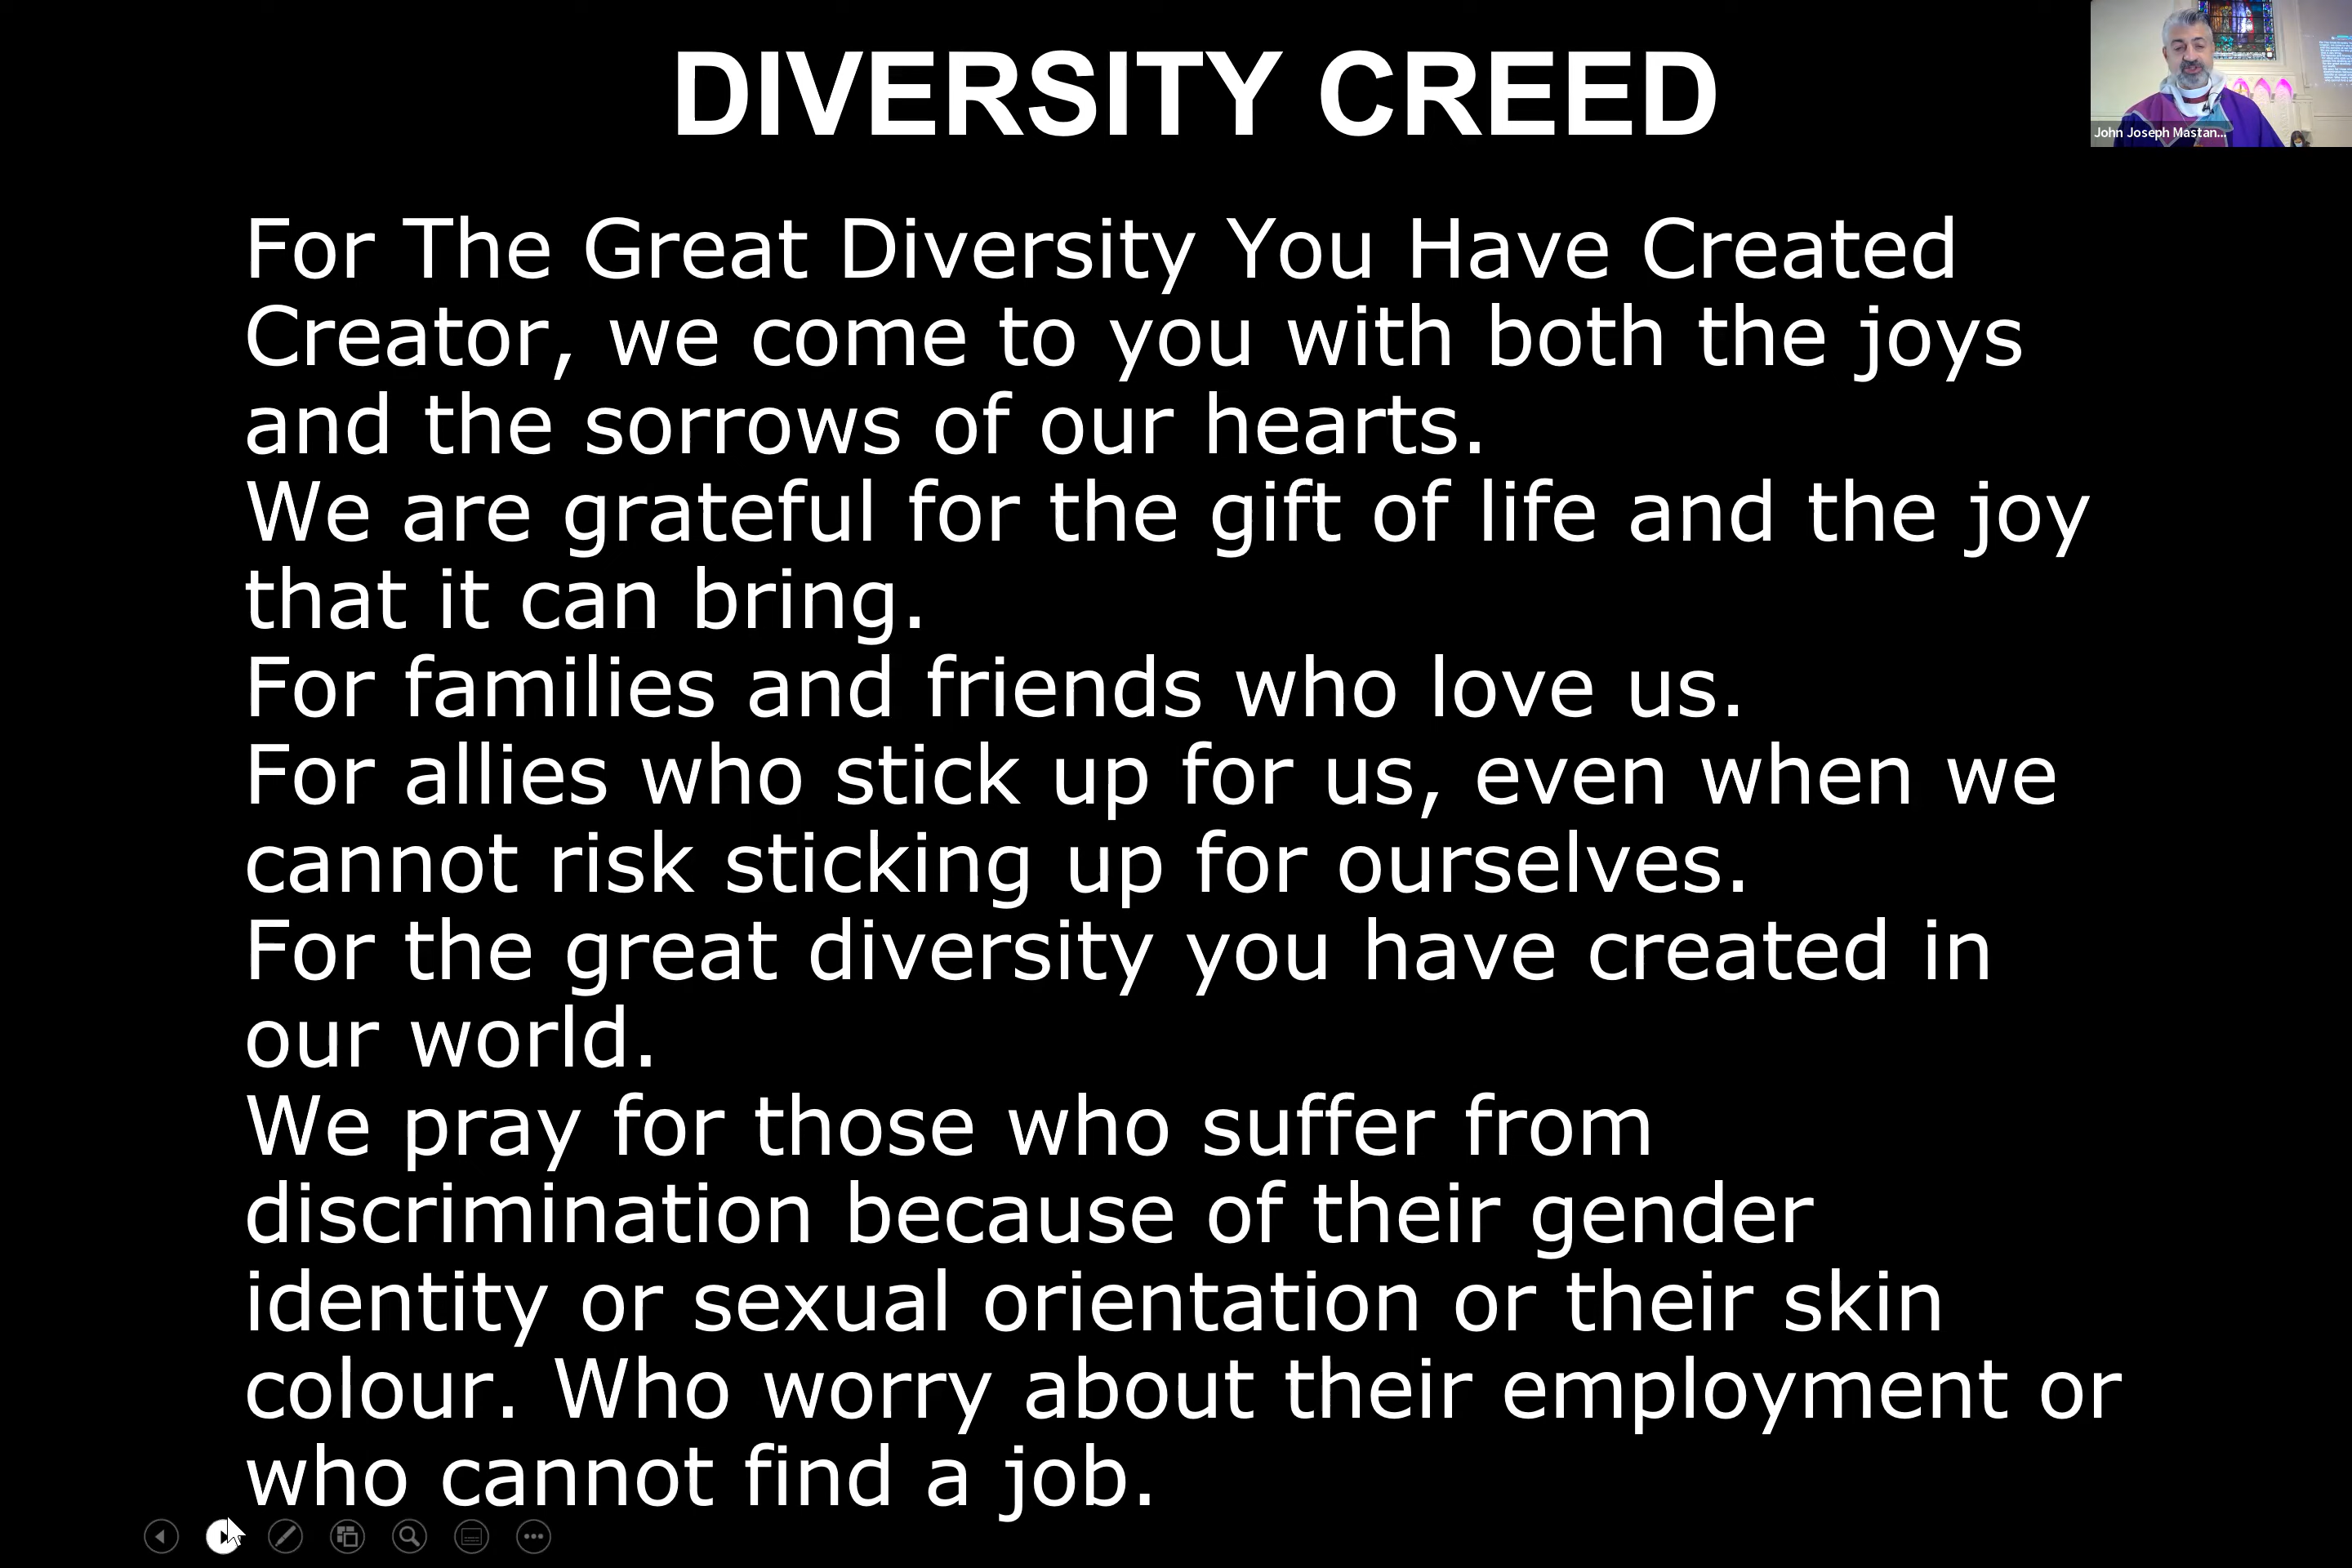 DIVERSITY CREED
John Joseph Mastan...
For The Great Diversity You Have Created
Creator, we come to you with both the joys
and the sorrows of our hearts.
We are grateful for the gift of life and the joy
that it can bring.
For families and friends who love us.
For allies who stick up for us, even when we
cannot risk sticking up for ourselves.
For the great diversity you have created in
our world.
We pray for those who suffer from
discrimination because of their gender
identity or sexual orientation or their skin
colour. Who worry about their employment or
who cannot find a job.